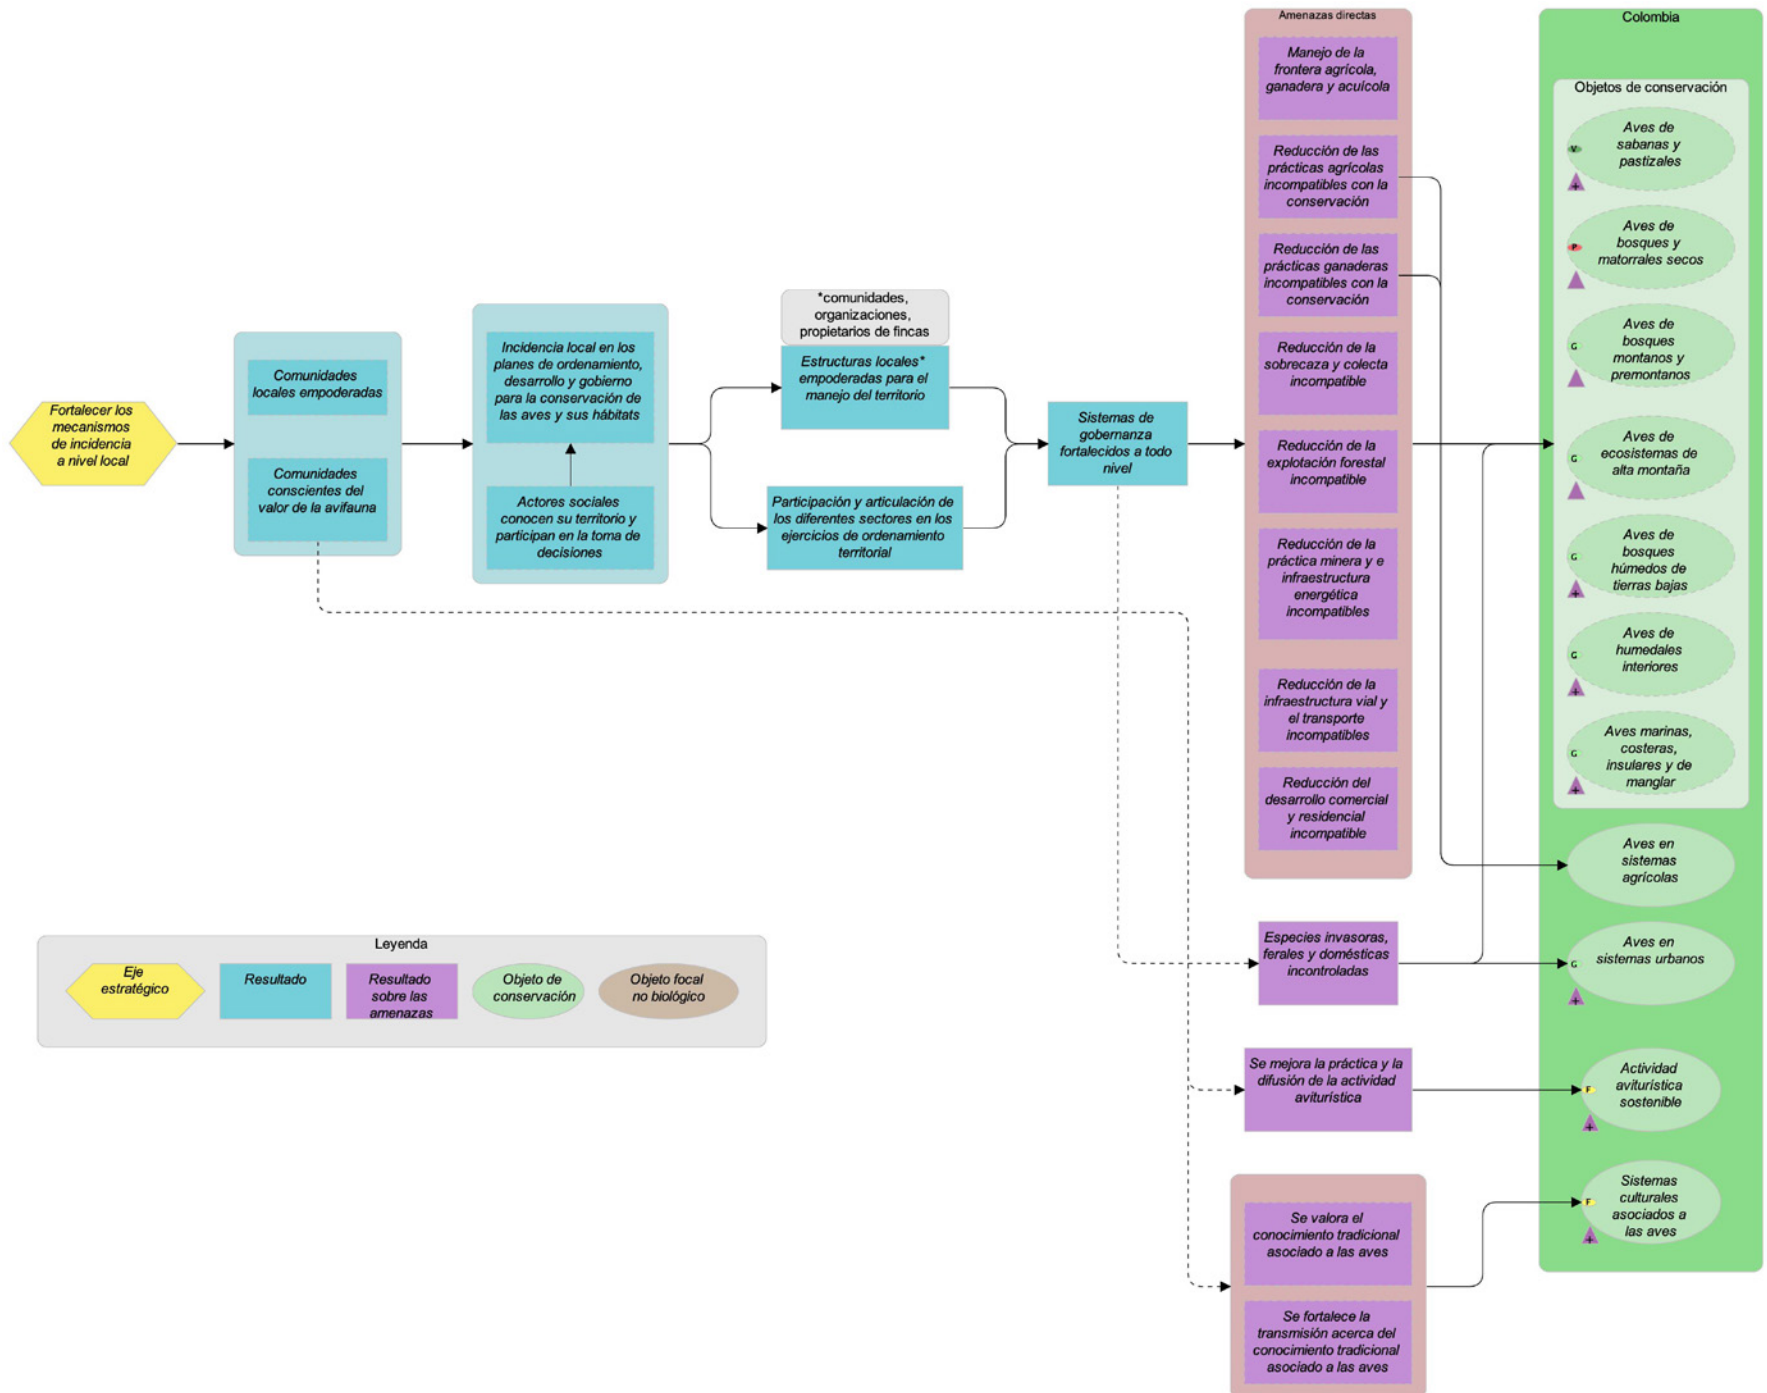 Fortalecer los
mecanismos
de incidencia
a nivel local
Comunidades
locales empoderadas
Comunidades
conscientes del
valor de la avifauna
Incidencia local en los
planes de ordenamiento,
desarrollo y gobierno
para la conservación de
las aves y sus hábitats
Actores sociales
conocen su territorio y
participan en la toma de
decisiones
*comunidades,
organizaciones,
propietarios de fincas
Estructuras locales*
empoderadas para el
manejo del territorio
Participación y articulación de
los diferentes sectores en los
ejercicios de ordenamiento
territorial
Sistemas de
gobernanza
fortalecidos a todo
nivel
Amenazas directas
Manejo de la
frontera agrícola,
ganadera y acuícola
Reducción de las
prácticas agrícolas
incompatibles con la
conservación
Reducción de las
prácticas ganaderas
incompatibles con la
conservación
Reducción de la
sobrecaza y colecta
incompatible
Reducción de la
explotación forestal
incompatible
Reducción de la
práctica minera y e
infraestructura
energética
incompatibles
Reducción de la
infraestructura vial y
el transporte
incompatibles
Reducción del
desarrollo comercial
y residencial
incompatible
Especies invasoras,
ferales y domésticas
incontroladas
Se mejora la práctica y la
difusión de la actividad
aviturística
Se valora el
conocimiento tradicional
asociado a las aves
Se fortalece la
transmisión acerca del
conocimiento tradicional
asociado a las aves
Colombia
Objetos de conservación
Aves de
sabanas y
pastizales
V
+
Aves de
bosques y
matorrales secos
P
Aves de
bosques
montanos y
premontanos
G
Aves de
ecosistemas de
alta montaña
G
Aves de
bosques
húmedos de
tierras bajas
G
+
Aves de
humedales
interiores
G
+
Aves marinas,
costeras,
insulares y de
manglar
G
+
Aves en
sistemas
agrícolas
Aves en
sistemas urbanos
G
+
Actividad
aviturística
sostenible
F
+
Sistemas
culturales
asociados a
las aves
F
+
Leyenda
Eje
estratégico
Resultado
Resultado
sobre las
amenazas
Objeto de
conservación
Objeto focal
no biológico